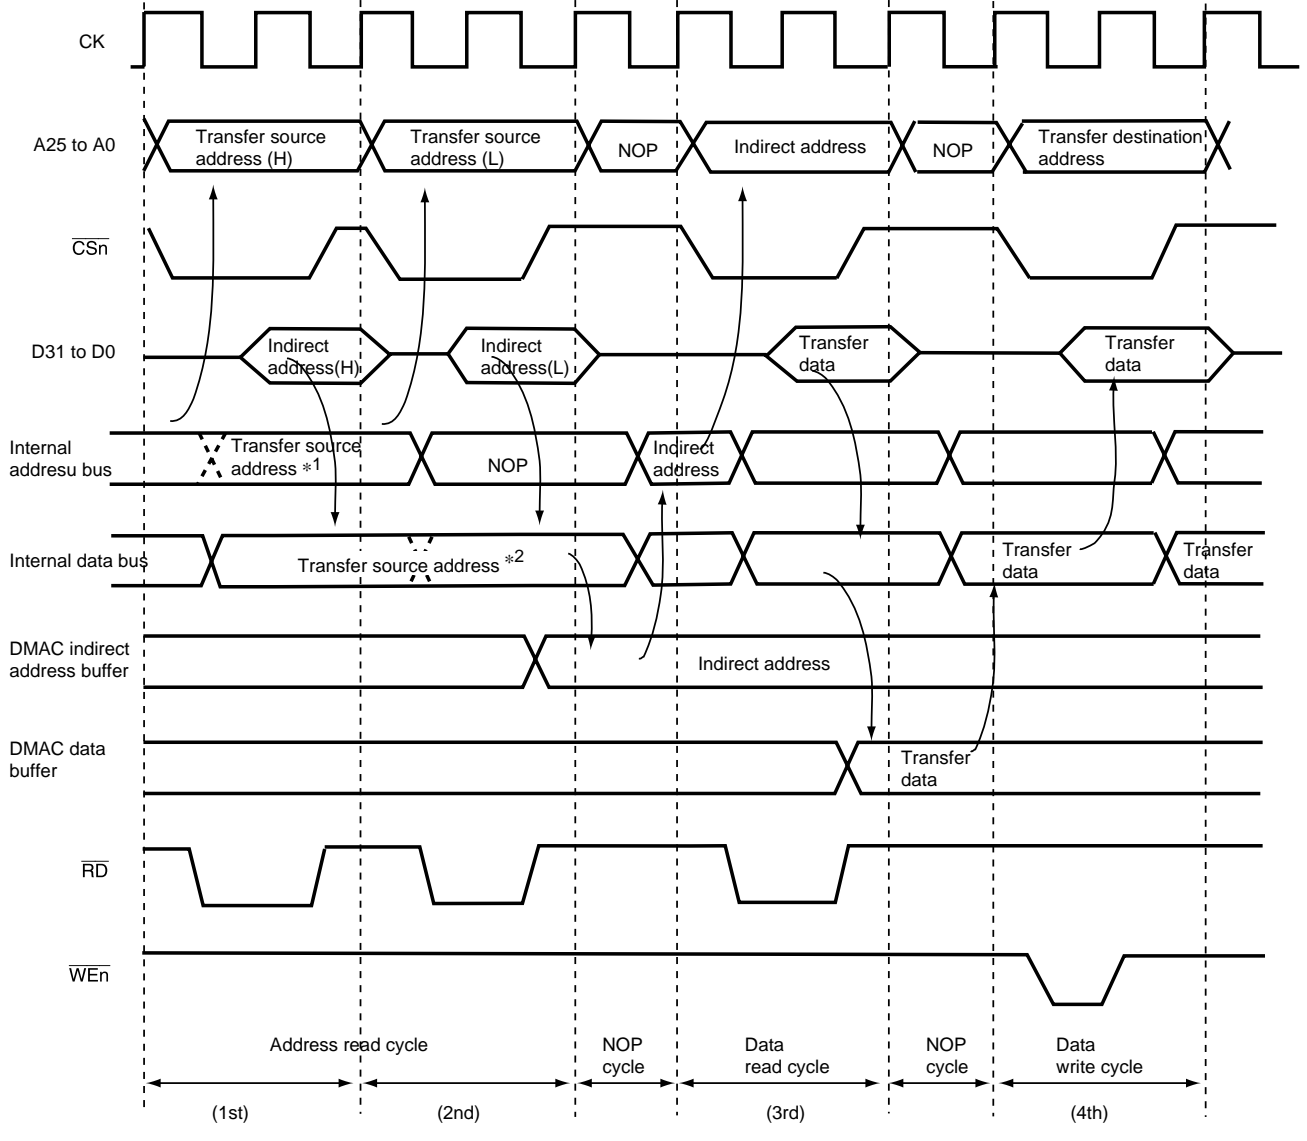 CK
A25 to A0
Transfer source
address (H)
Transfer source
address (L)
NOP
Indirect address
NOP
Transfer destination
address
CSn
D31 to D0
Indirect
address(H)
Indirect
address(L)
Transfer
data
Transfer
data
Internal
addresu bus
Transfer source
address *1
NOP
Indirect
address
Internal data bus
Transfer source address *2
Transfer
data
Transfer
data
DMAC indirect
address buffer
Indirect address
DMAC data
buffer
Transfer
data
RD
WEn
Address read cycle
NOP
cycle
Data
read cycle
NOP
cycle
Data
write cycle
(1st)
(2nd)
(3rd)
(4th)